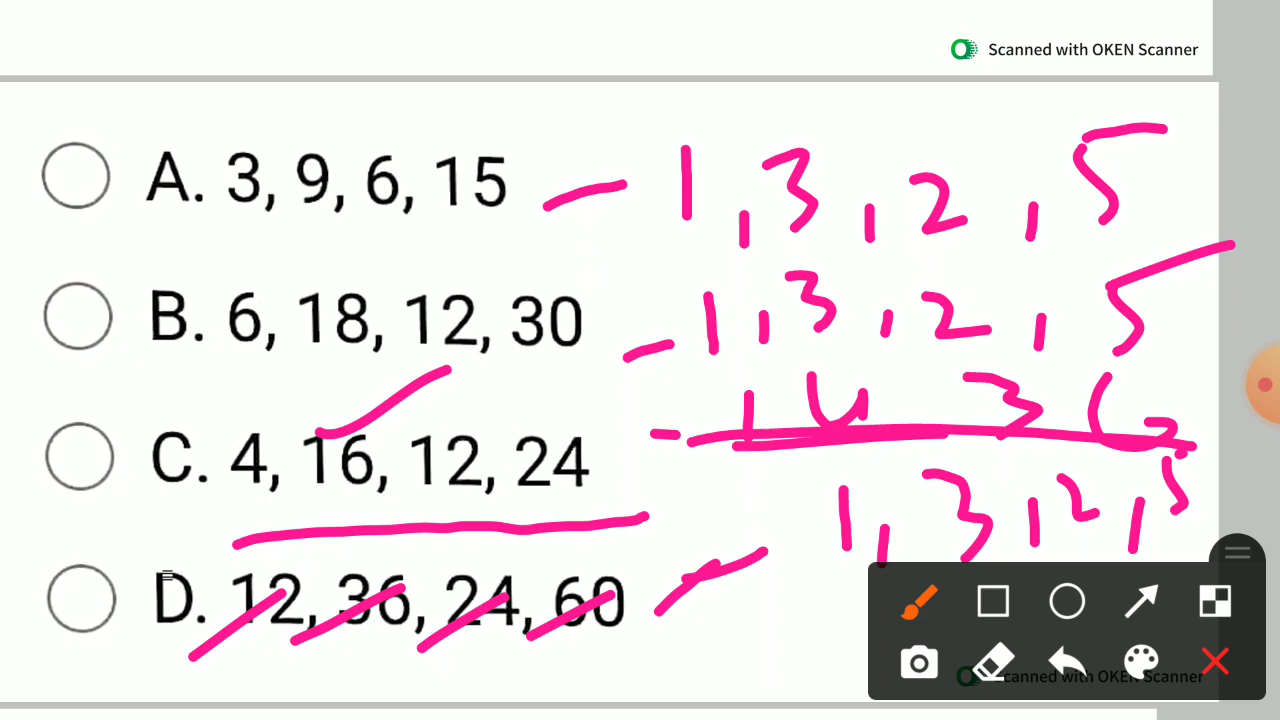 Scanned with OKEN Scanner
A. 3, 9, 6, 15 – 1, 3, 2, 5
B. 6, 18, 12, 30 – 1, 3, 2, 5
C. 4, 16, 12, 24 – 1 4 3 6
1, 3, 2, 5
D. 12, 36, 24, 60
Scanned with OKEN Scanner